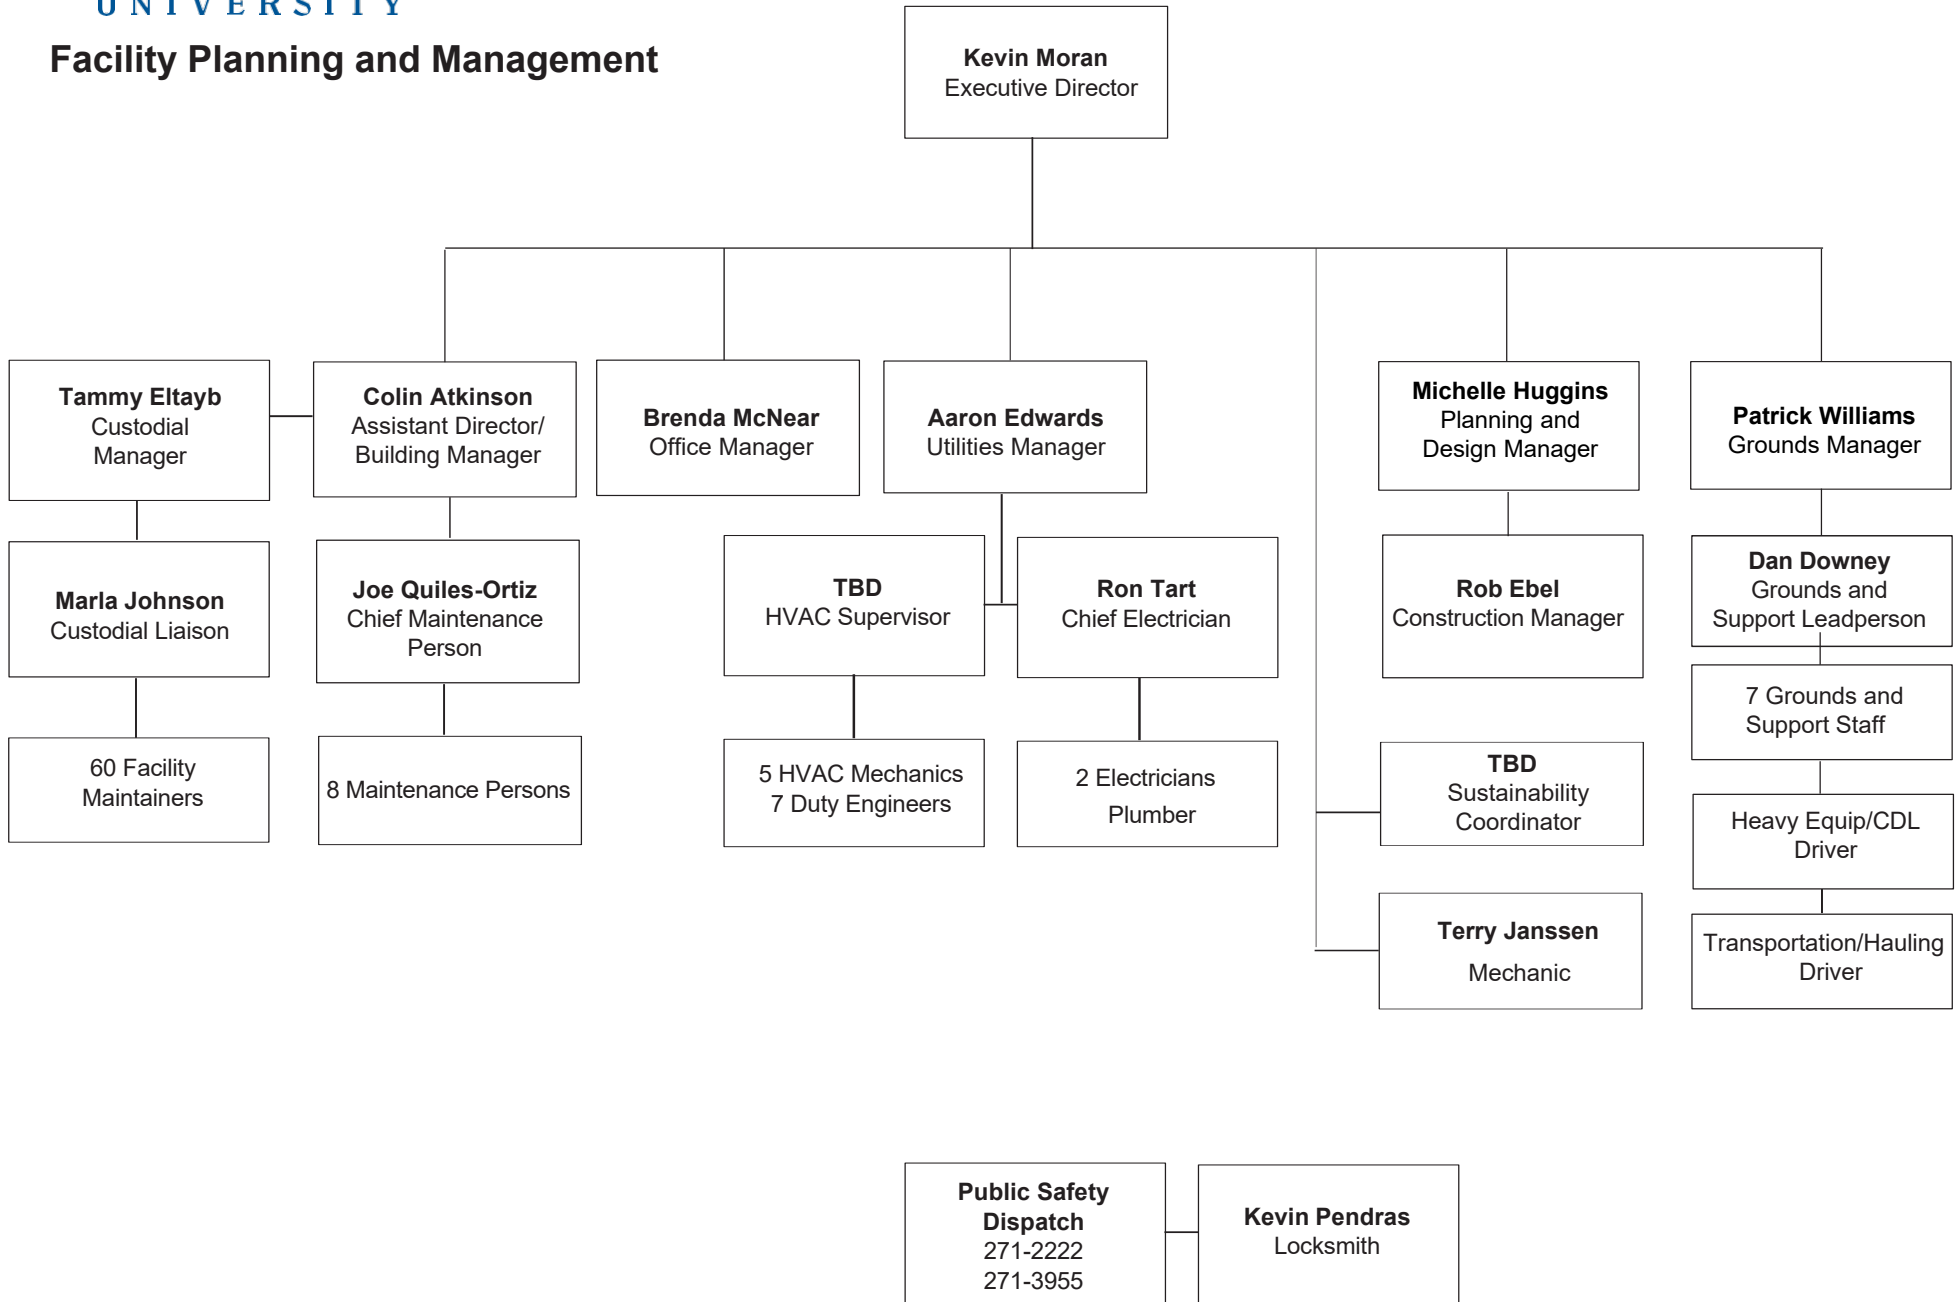 UNIVERSITY
Facility Planning and Management
Kevin Moran
Executive Director
Tammy Eltayb
Custodial
Manager
Colin Atkinson
Assistant Director/
Building Manager
Brenda McNear
Office Manager
Aaron Edwards
Utilities Manager
Michelle Huggins
Planning and
Design Manager
Patrick Williams
Grounds Manager
Marla Johnson
Custodial Liaison
Joe Quiles-Ortiz
Chief Maintenance
Person
TBD
HVAC Supervisor
Ron Tart
Chief Electrician
Rob Ebel
Construction Manager
Dan Downey
Grounds and
Support Leadperson
60 Facility
Maintainers
8 Maintenance Persons
5 HVAC Mechanics
7 Duty Engineers
2 Electricians
Plumber
TBD
Sustainability
Coordinator
7 Grounds and
Support Staff
Heavy Equip/CDL
Driver
Terry Janssen
Mechanic
Transportation/Hauling
Driver
Public Safety
Dispatch
271-2222
271-3955
Kevin Pendras
Locksmith